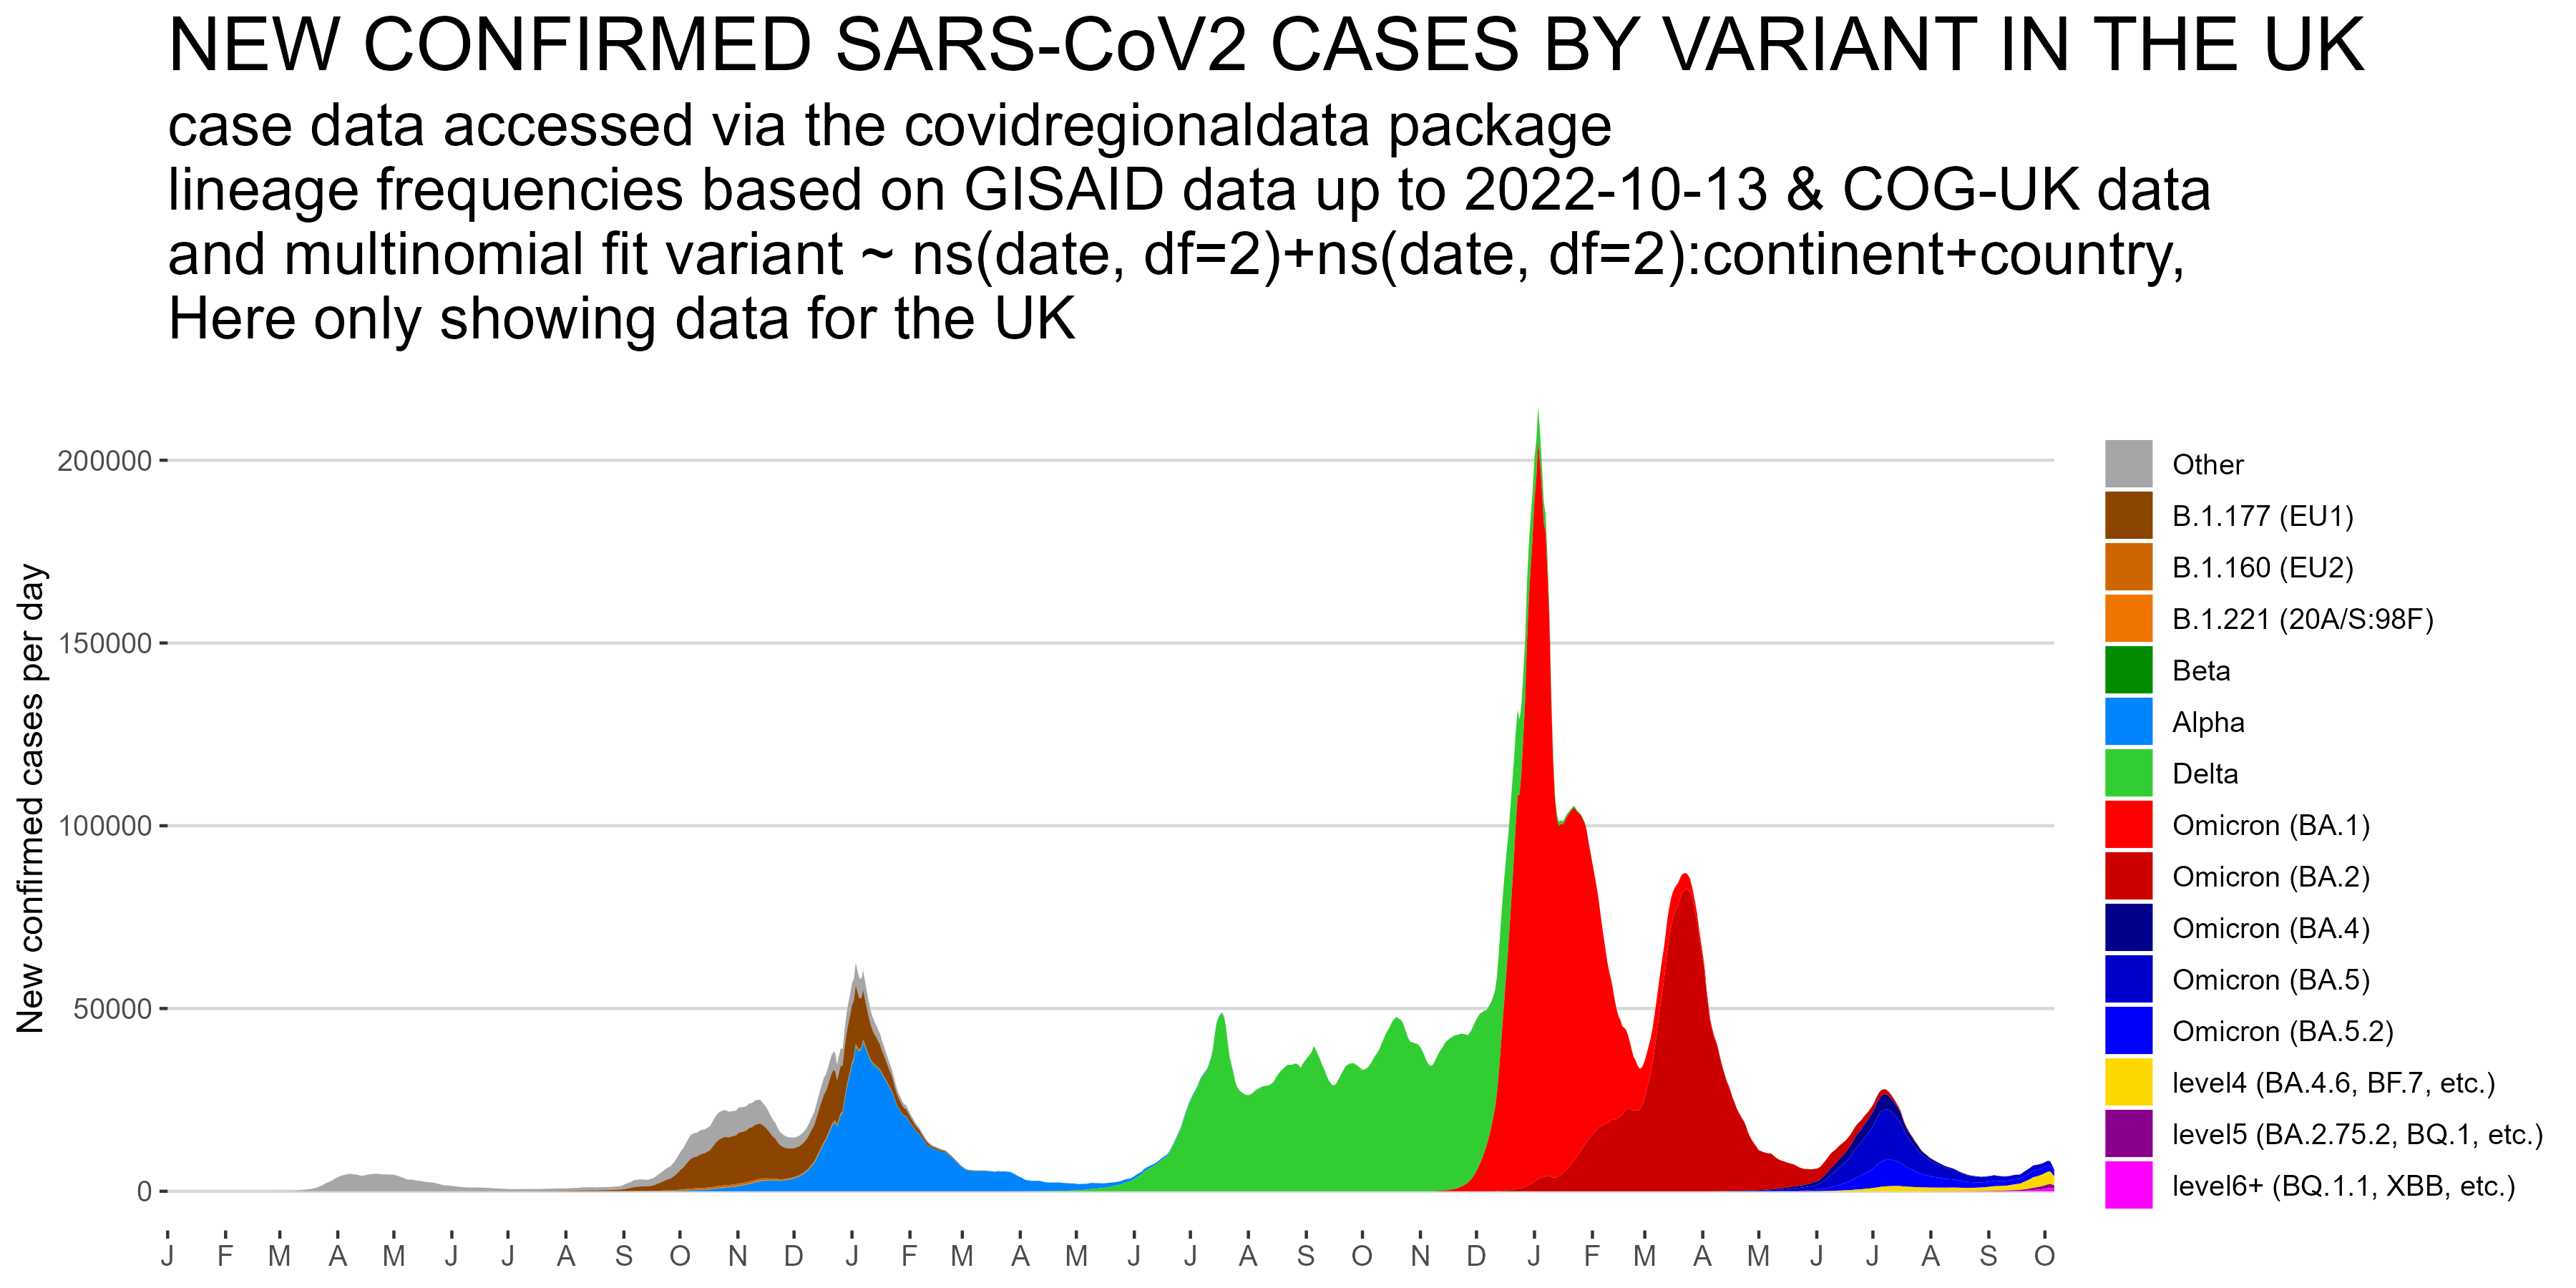 NEW CONFIRMED SARS-CoV2 CASES BY VARIANT IN THE UK
case data accessed via the covidregionaldata package
lineage frequencies based on GISAID data up to 2022-10-13 & COG-UK data
and multinomial fit variant ~ ns(date, df=2)+ns(date, df=2):continent+country,
Here only showing data for the UK
New confirmed cases per day
200000
150000
100000
50000
0
J F M A M J J A S O N D J F M A M J J A S O N D J F M A M J J A S O
Other
B.1.177 (EU1)
B.1.160 (EU2)
B.1.221 (20A/S:98F)
Beta
Alpha
Delta
Omicron (BA.1)
Omicron (BA.2)
Omicron (BA.4)
Omicron (BA.5)
Omicron (BA.5.2)
level4 (BA.4.6, BF.7, etc.)
level5 (BA.2.75.2, BQ.1, etc.)
level6+ (BQ.1.1, XBB, etc.)